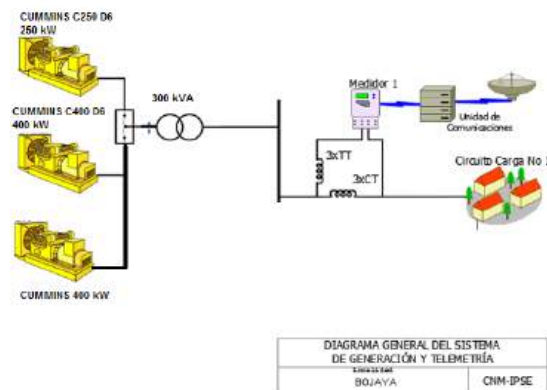 CUMMINS C250 D6
250 kW
CUMMINS C400 D6
400 kW
300 kVA
CUMMINS 400 kW
Medidor 1
Unidad de
Comunicaciones
3xTT
3xCT
Circuito Carga No 1
DIAGRAMA GENERAL DEL SISTEMA
DE GENERACIÓN Y TELEMETRÍA
BOJAYA
CNM-IPSE